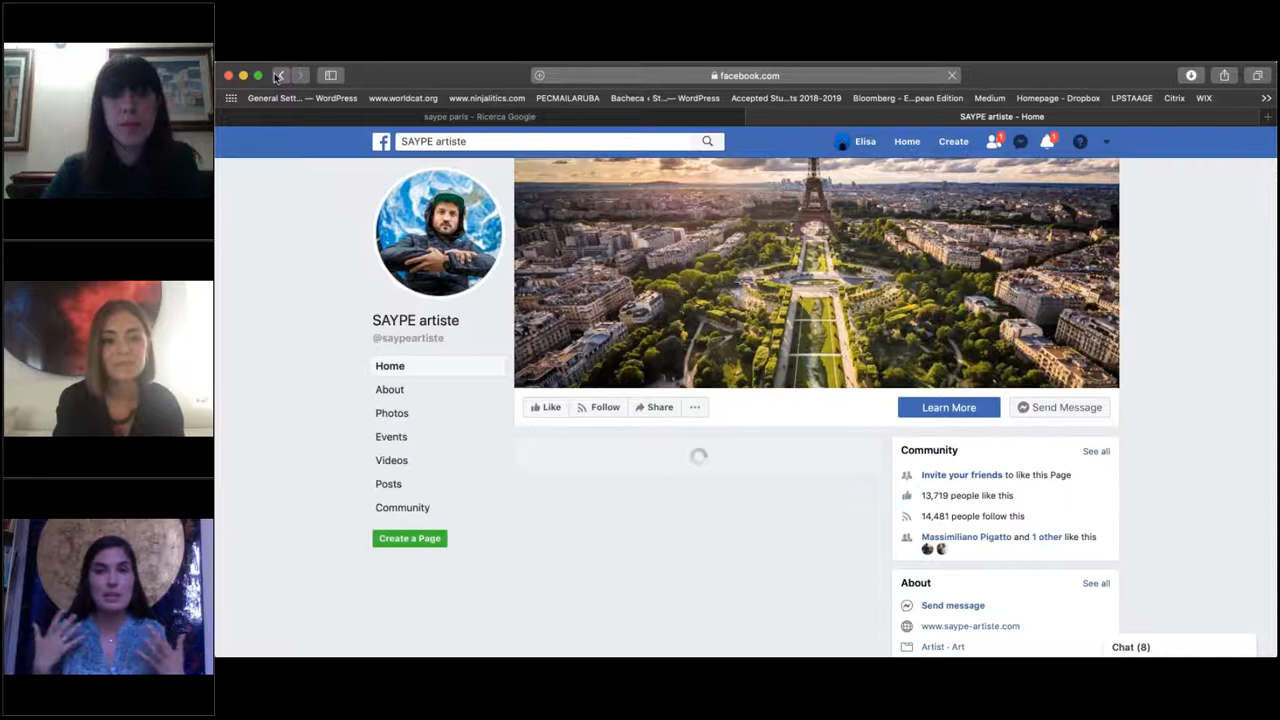 facebook.com
General Sett... — WordPress www.worldcat.org www.ninjalitics.com PECMAILARUBA Bacheca ‹ St...— WordPress Accepted Stu...ts 2018-2019 Bloomberg - E...pean Edition Medium Homepage - Dropbox LPSTAAGE Citrix WIX
saype paris - Ricerca Google SAYPE artiste - Home
SAYPE artiste Elisa Home Create 1 1
SAYPE artiste
@saypeartiste
Home
About
Photos
Events
Videos
Posts
Community
Create a Page
Like Follow Share ... Learn More Send Message
Community See all
Invite your friends to like this Page
13,719 people like this
14,481 people follow this
Massimiliano Pigatto and 1 other like this
About See all
Send message
www.saype-artiste.com
Artist · Art
Chat (8)